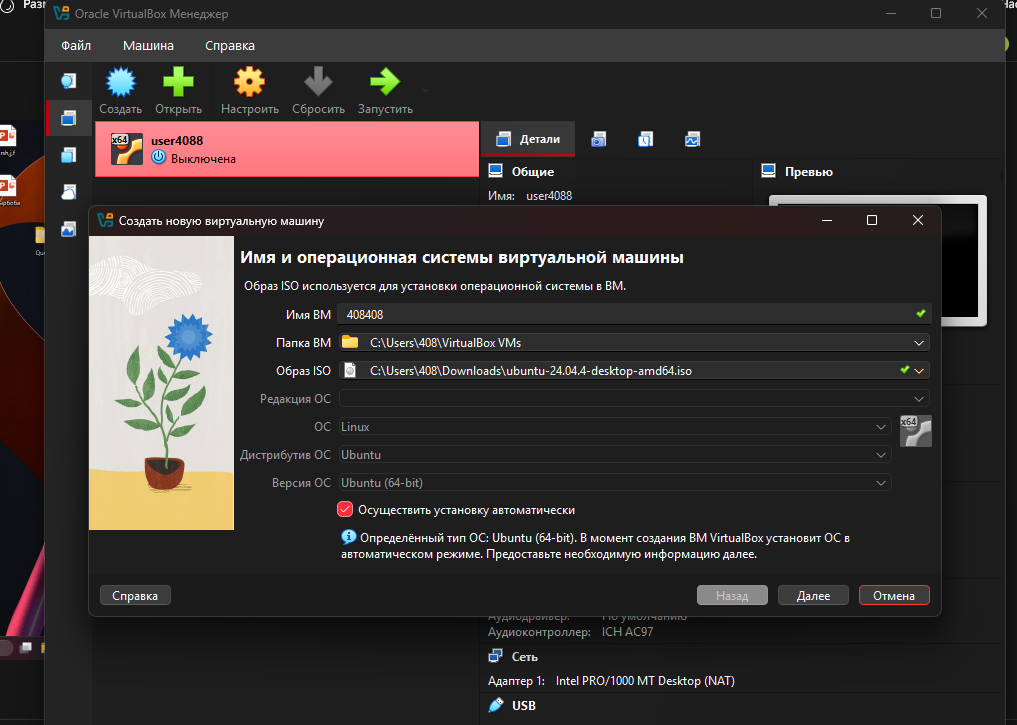 Oracle VirtualBox Менеджер
Файл Машина Справка
Создать Открыть Настроить Сбросить Запустить
x64 user4088
Выключена
Детали
Общие
Превью
Имя: user4088
Создать новую виртуальную машину
Имя и операционная системы виртуальной машины
Образ ISO используется для установки операционной системы в ВМ.
Имя ВМ 408408
Папка ВМ C:\Users\408\VirtualBox VMs
Образ ISO C:\Users\408\Downloads\ubuntu-24.04.4-desktop-amd64.iso
Редакция ОС
ОС Linux x64
Дистрибутив ОС Ubuntu
Версия ОС Ubuntu (64-bit)
Осуществить установку автоматически
Определённый тип ОС: Ubuntu (64-bit). В момент создания ВМ VirtualBox установит ОС в
автоматическом режиме. Предоставьте необходимую информацию далее.
Справка Назад Далее Отмена
Аудиодрайвер: По умолчанию
Аудиоконтроллер: ICH AC97
Сеть
Адаптер 1: Intel PRO/1000 MT Desktop (NAT)
USB